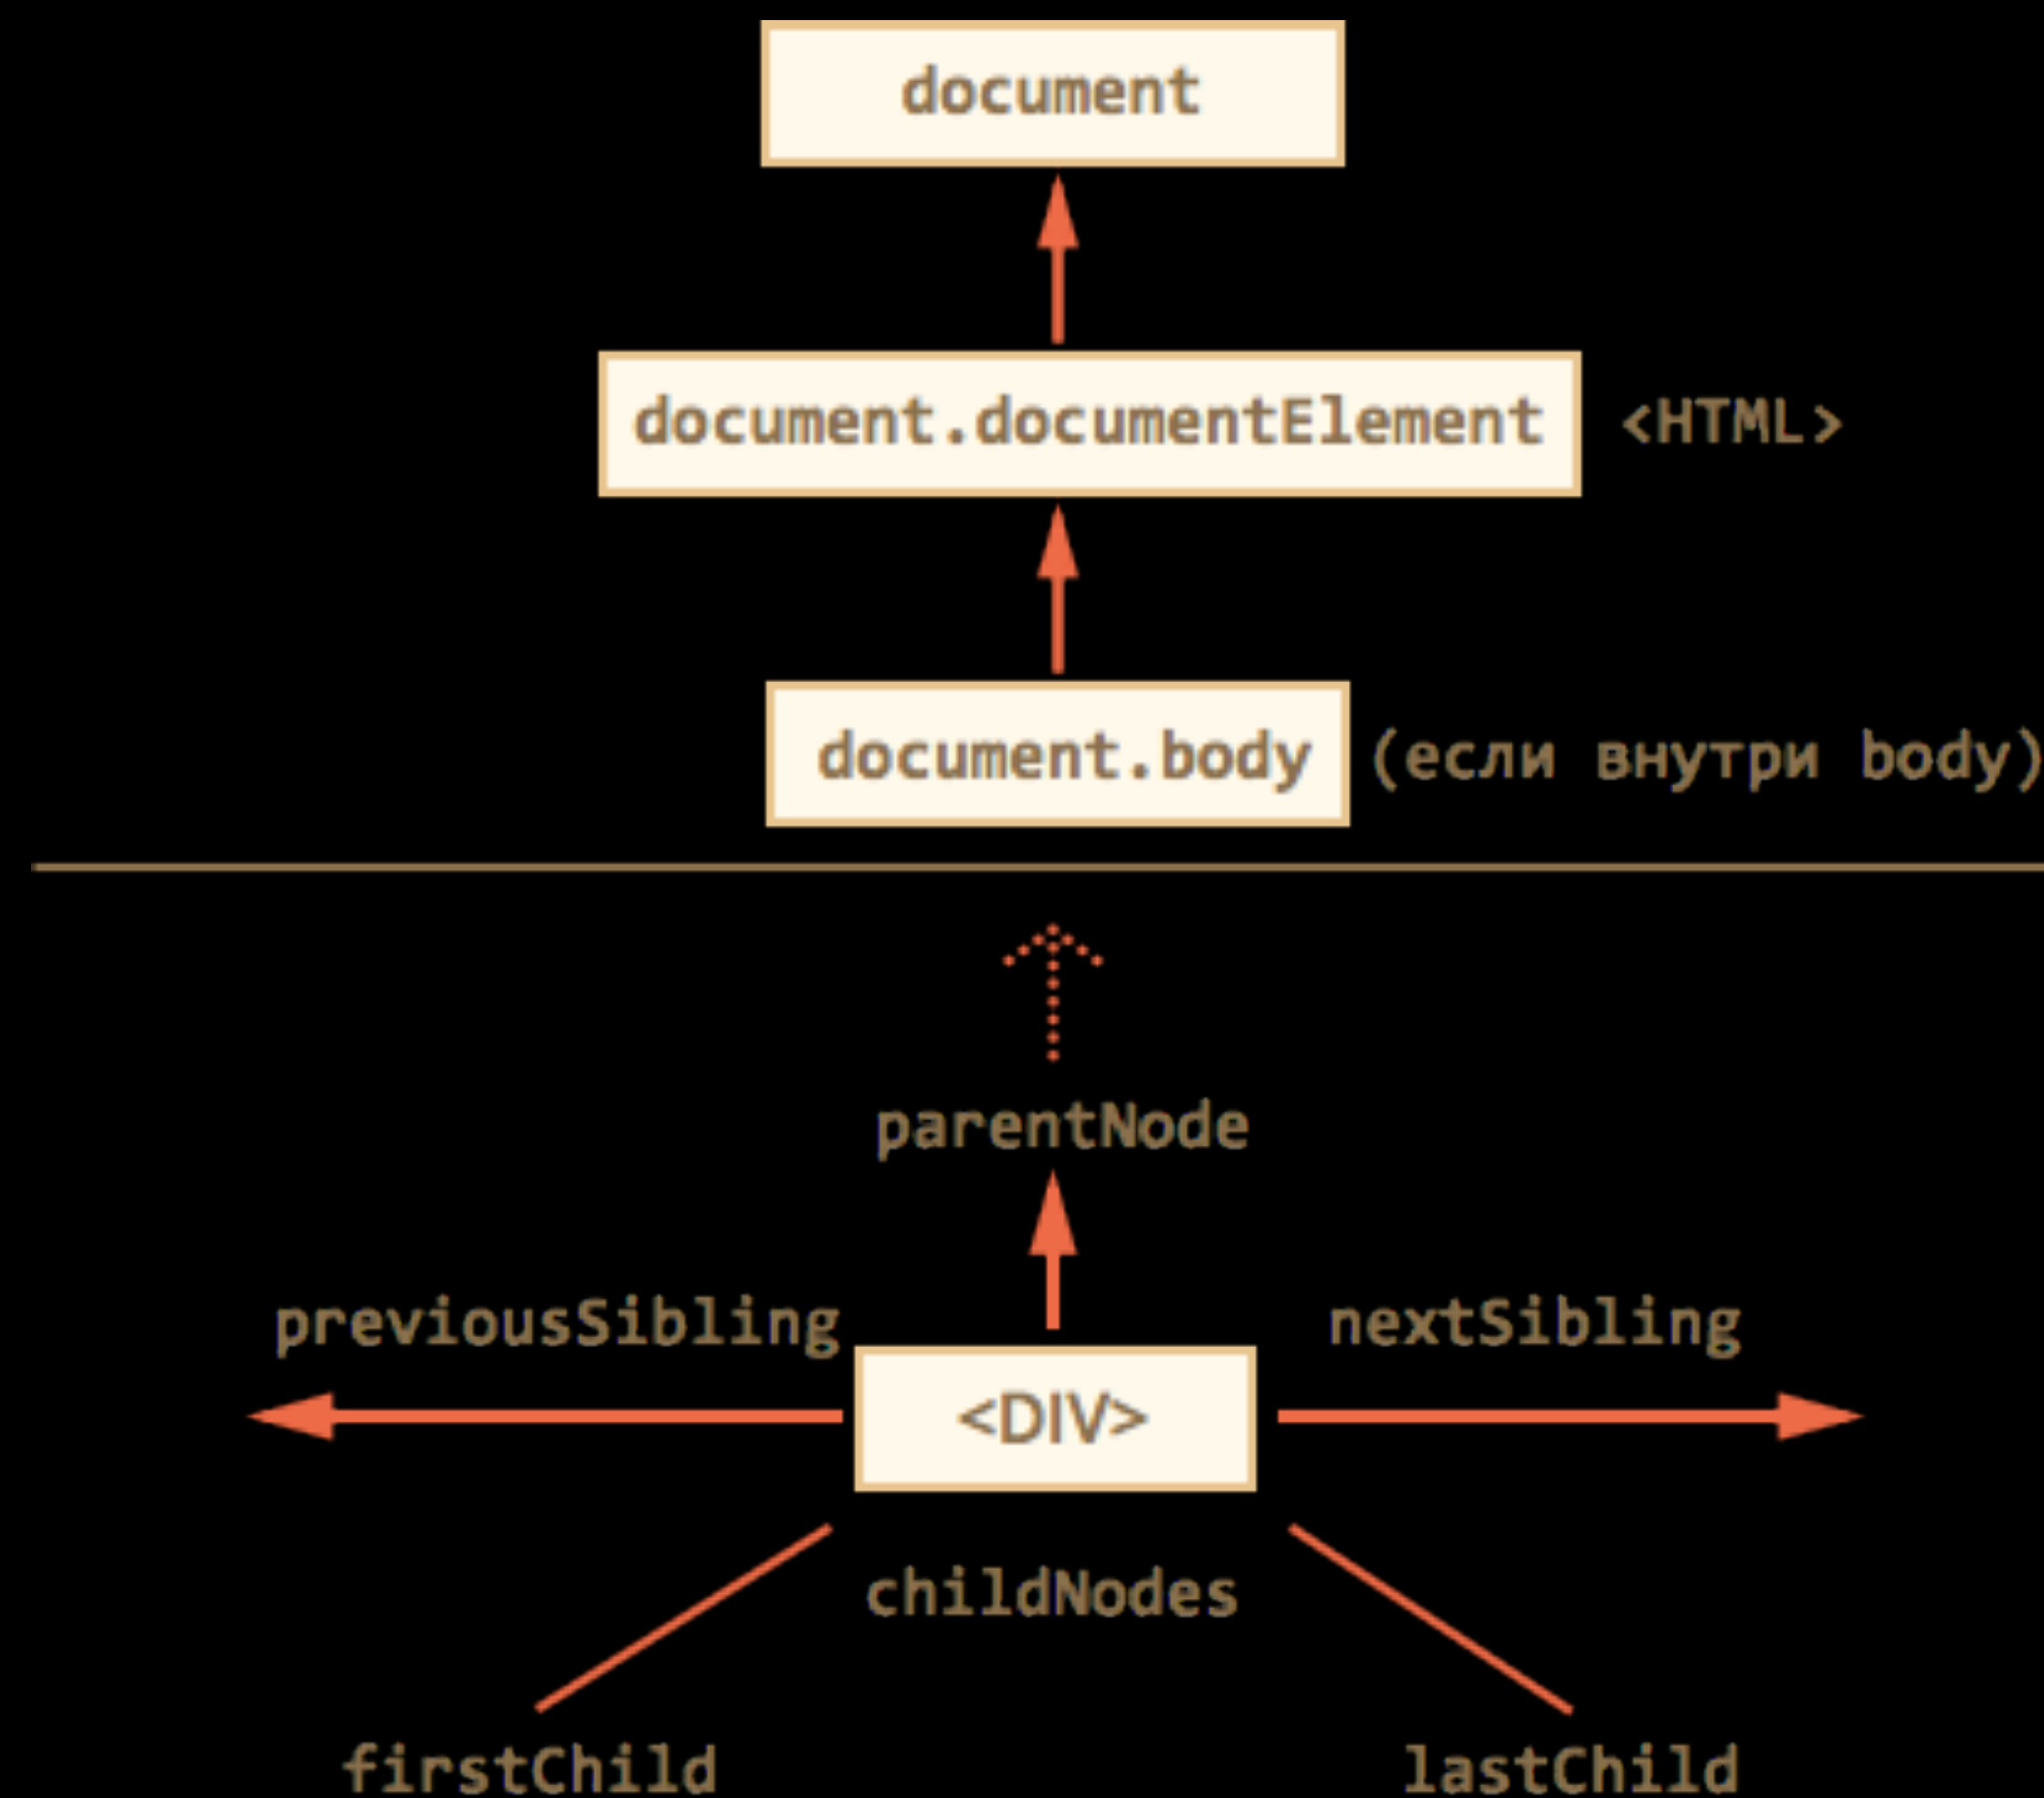 document
document.documentElement <HTML>
document.body (если внутри body)
parentNode
previousSibling nextSibling
<DIV>
childNodes
firstChild lastChild